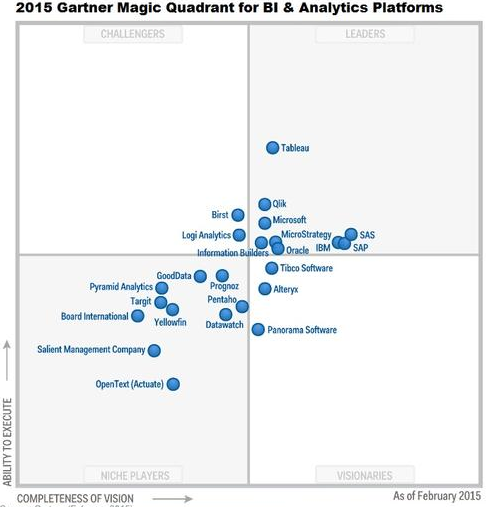 2015 Gartner Magic Quadrant for BI & Analytics Platforms
CHALLENGERS
LEADERS
Tableau
Qlik
Birst
Microsoft
Logi Analytics
MicroStrategy
SAS
Information Builders
Oracle
IBM
SAP
Tibco Software
GoodData
Prognoz
Pyramid Analytics
Alteryx
Targit
Pentaho
Board International
Yellowfin
Datawatch
Panorama Software
Salient Management Company
OpenText (Actuate)
ABILITY TO EXECUTE
NICHE PLAYERS
VISIONARIES
COMPLETENESS OF VISION
As of February 2015